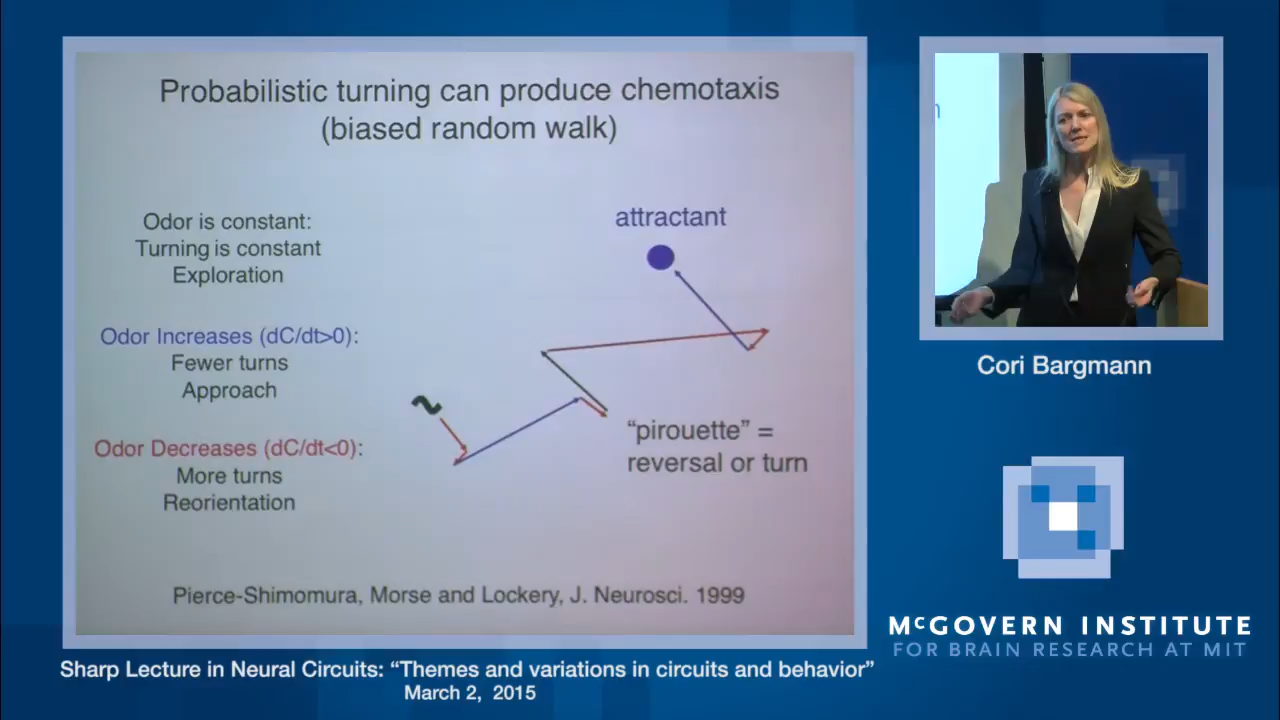 Probabilistic turning can produce chemotaxis
(biased random walk)
Odor is constant:
Turning is constant
Exploration
Odor Increases (dC/dt>0):
Fewer turns
Approach
Odor Decreases (dC/dt<0):
More turns
Reorientation
attractant
"pirouette" =
reversal or turn
Pierce-Shimomura, Morse and Lockery, J. Neurosci. 1999
Cori Bargmann
McGOVERN INSTITUTE
FOR BRAIN RESEARCH AT MIT
Sharp Lecture in Neural Circuits: “Themes and variations in circuits and behavior”
March 2, 2015